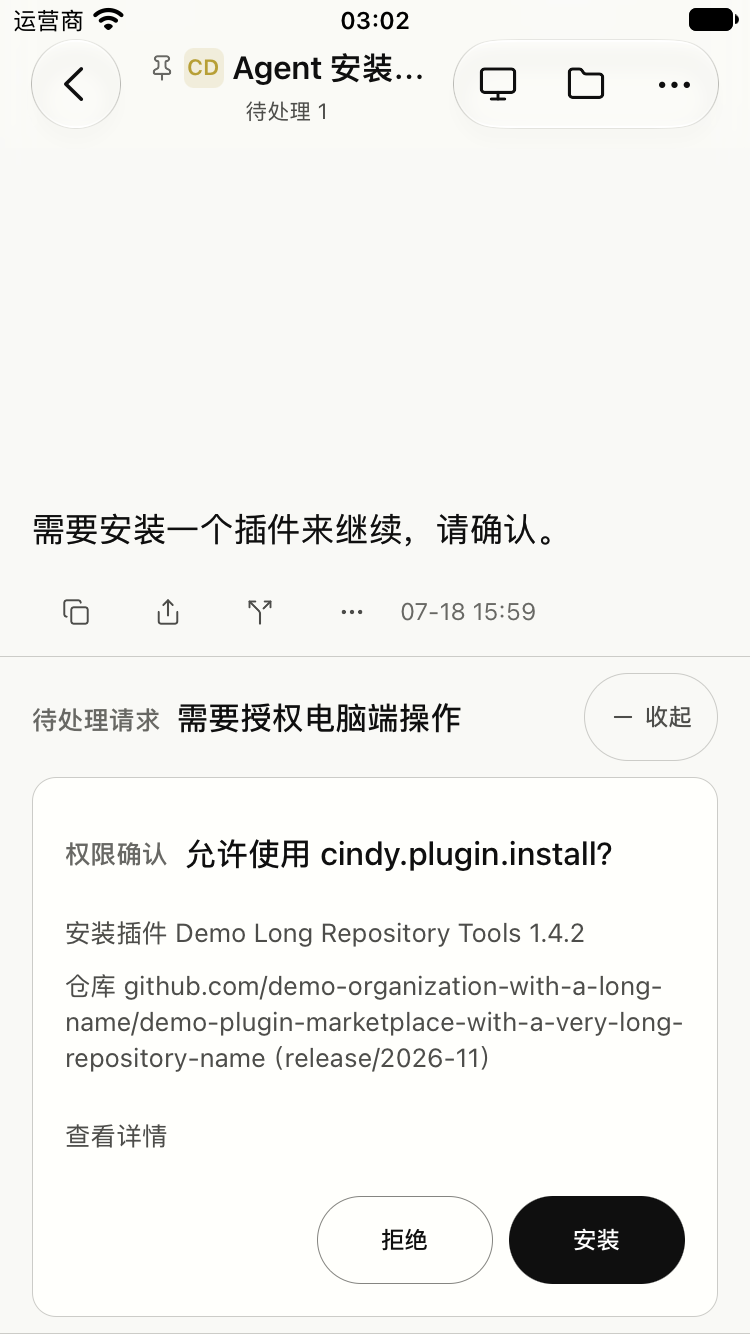 运营商
03:02
CD Agent 安装...
待处理 1
需要安装一个插件来继续，请确认。
07-18 15:59
待处理请求 需要授权电脑端操作
收起
权限确认 允许使用 cindy.plugin.install?
安装插件 Demo Long Repository Tools 1.4.2
仓库 github.com/demo-organization-with-a-long-
name/demo-plugin-marketplace-with-a-very-long-
repository-name (release/2026-11)
查看详情
拒绝
安装